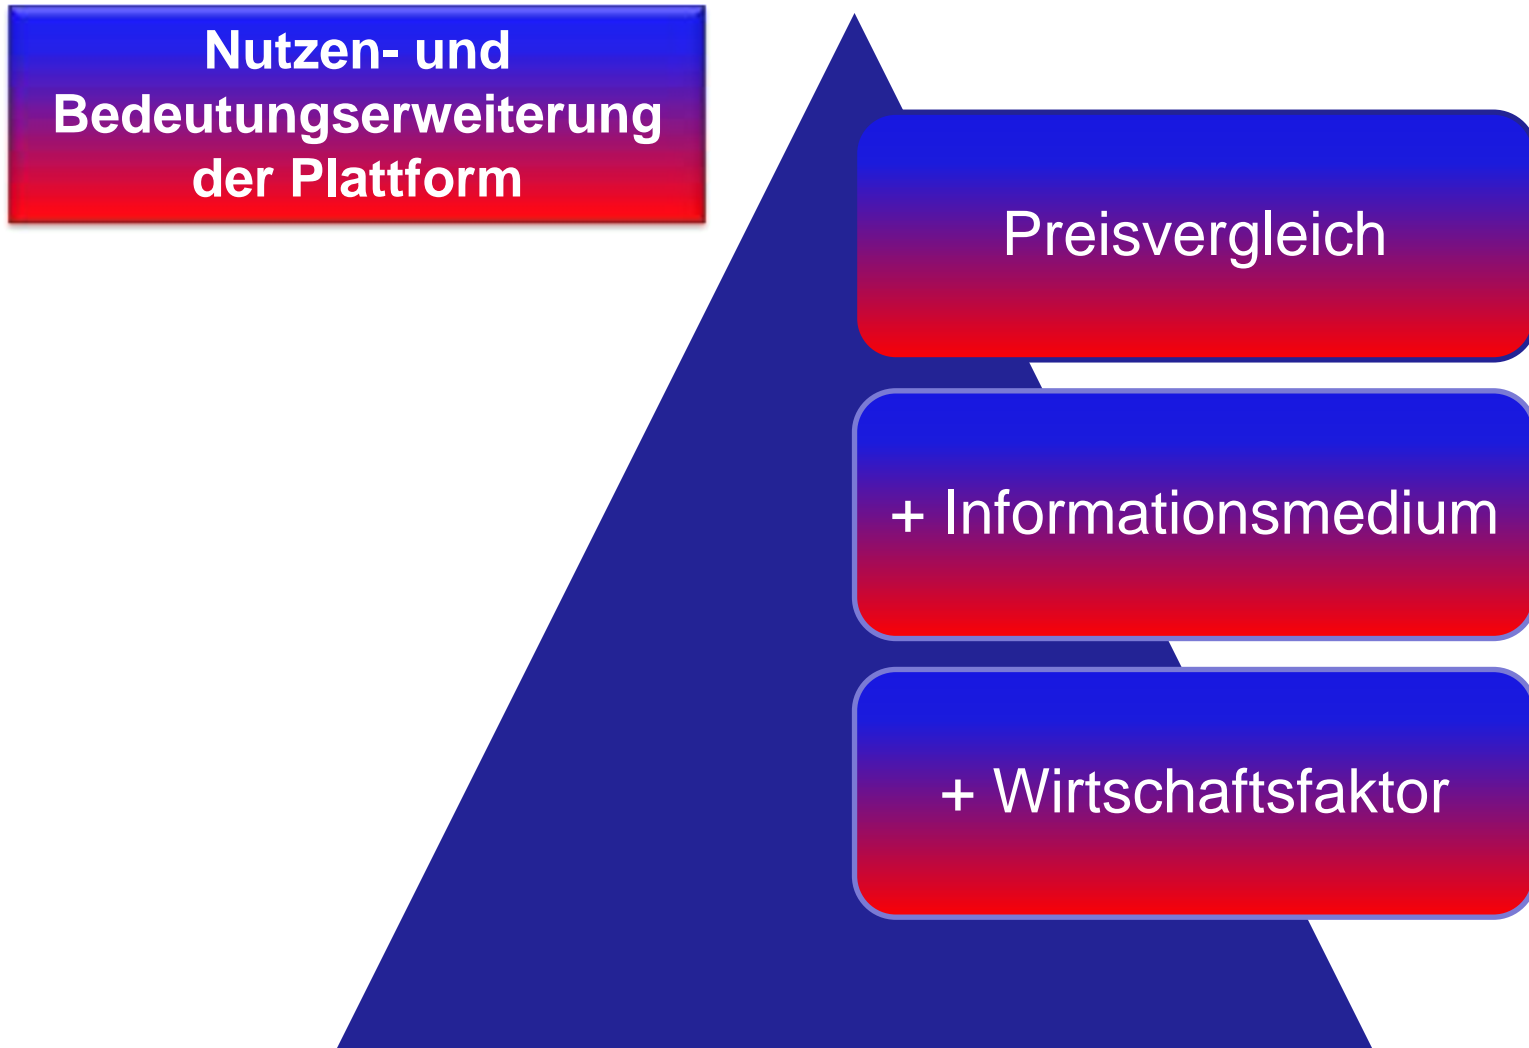 Nutzen- und
Bedeutungserweiterung
der Plattform
Preisvergleich
+ Informationsmedium
+ Wirtschaftsfaktor